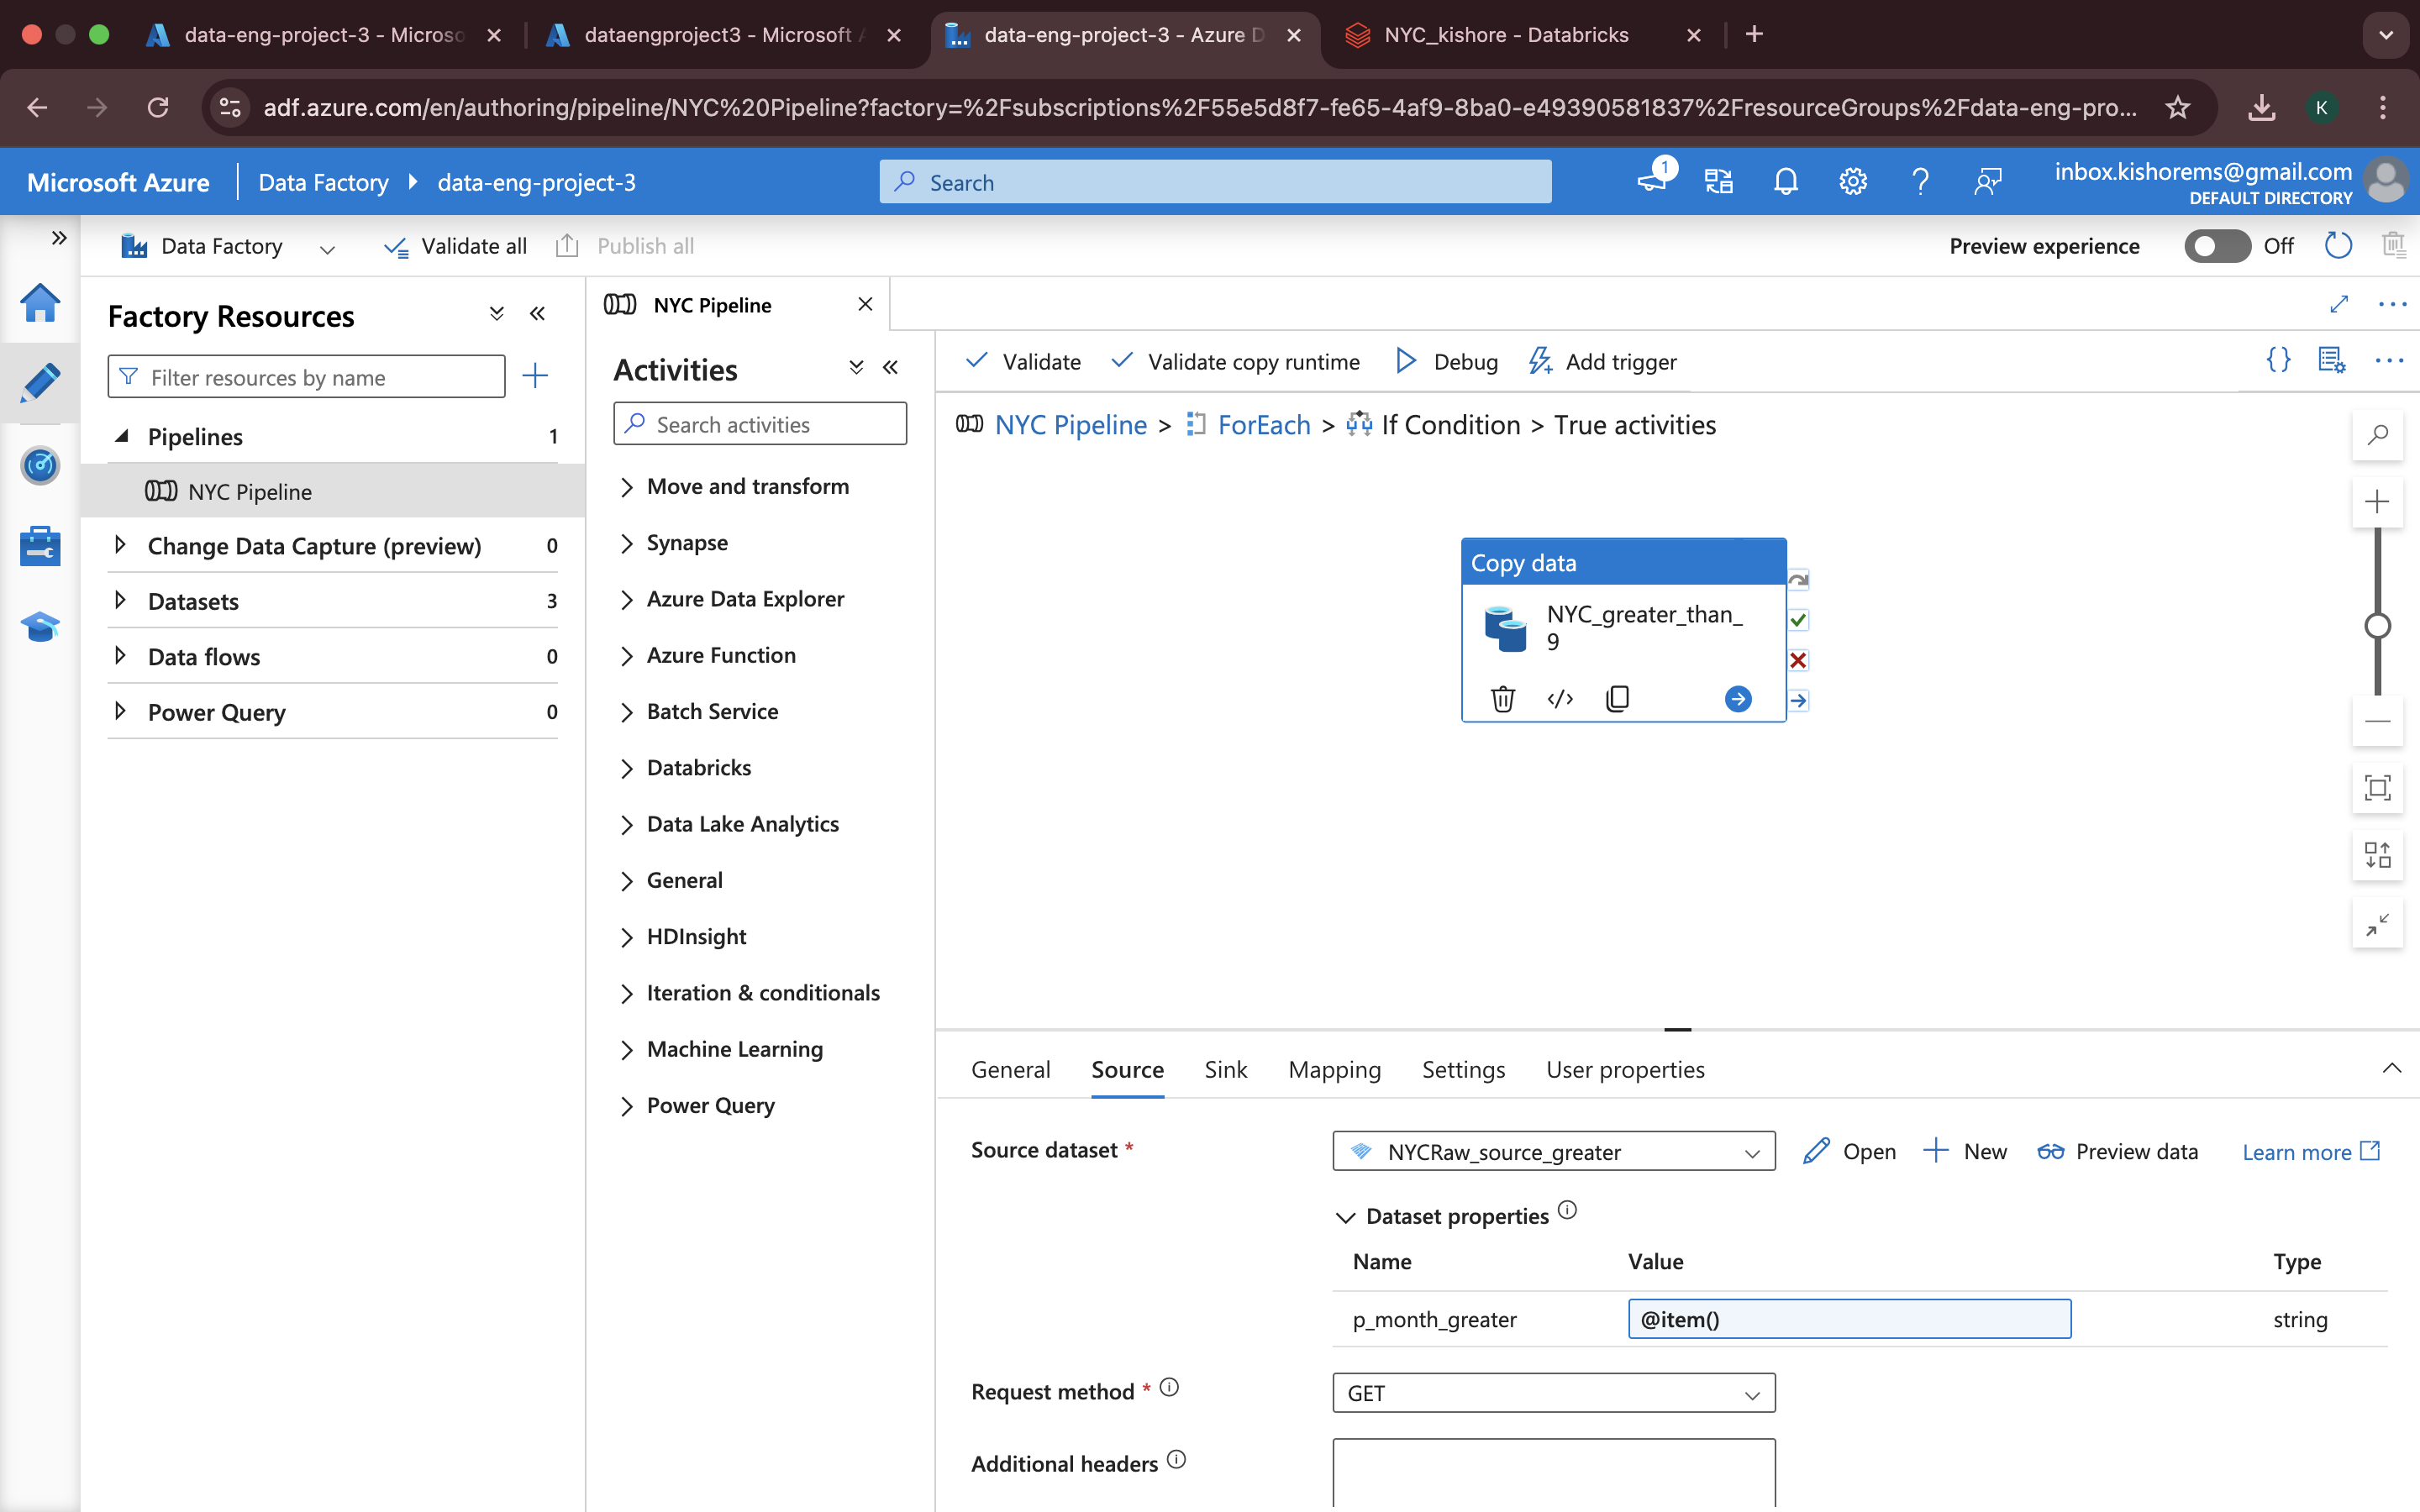 data-eng-project-3 - Microso
dataengproject3 - Microsoft A
data-eng-project-3 - Azure D
NYC_kishore - Databricks
adf.azure.com/en/authoring/pipeline/NYC%20Pipeline?factory=%2Fsubscriptions%2F55e5d8f7-fe65-4af9-8ba0-e49390581837%2FresourceGroups%2Fdata-eng-pro...
K
Microsoft Azure
Data Factory
data-eng-project-3
Search
1
inbox.kishorems@gmail.com
DEFAULT DIRECTORY
Data Factory
Validate all
Publish all
Preview experience
Off
Factory Resources
Filter resources by name
Pipelines 1
NYC Pipeline
Change Data Capture (preview) 0
Datasets 3
Data flows 0
Power Query 0
NYC Pipeline
Activities
Search activities
Move and transform
Synapse
Azure Data Explorer
Azure Function
Batch Service
Databricks
Data Lake Analytics
General
HDInsight
Iteration & conditionals
Machine Learning
Power Query
Validate
Validate copy runtime
Debug
Add trigger
NYC Pipeline > ForEach > If Condition > True activities
Copy data
NYC_greater_than_
9
General
Source
Sink
Mapping
Settings
User properties
Source dataset *
NYCRaw_source_greater
Open
New
Preview data
Learn more
Dataset properties
Name Value Type
p_month_greater @item() string
Request method *
GET
Additional headers